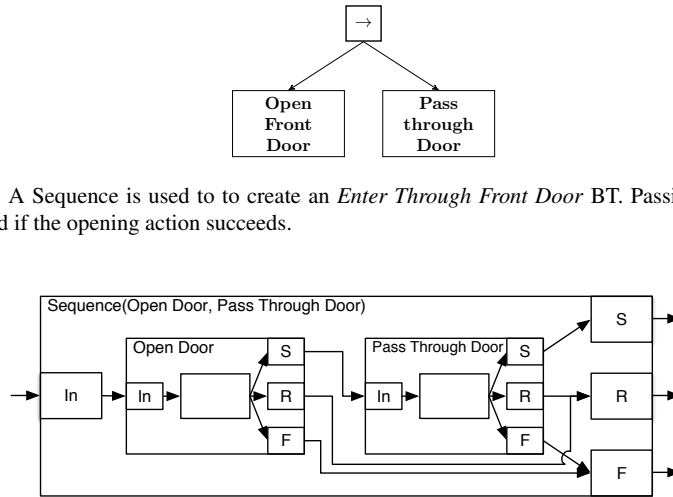 →
Open
Front
Door
Pass
through
Door
A Sequence is used to to create an Enter Through Front Door BT. Passi
d if the opening action succeeds.
Sequence(Open Door, Pass Through Door)
S
Open Door
S
Pass Through Door
S
In
In
R
In
R
R
F
F
F